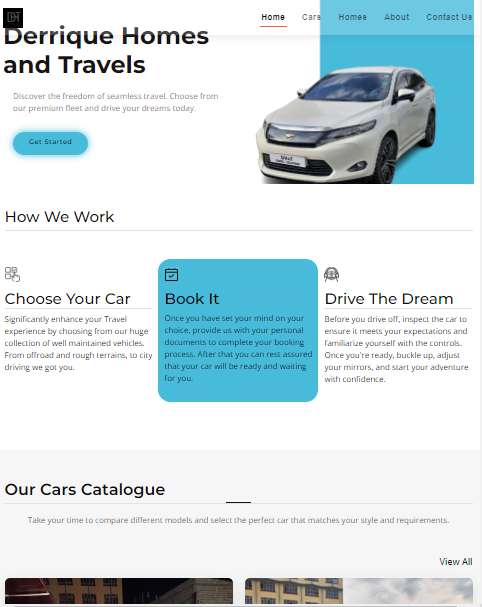 DHT
Home Cars Homes About Contact Us
Derrique Homes
and Travels
Discover the freedom of seamless travel. Choose from
our premium fleet and drive your dreams today.
Get Started
How We Work
Choose Your Car
Significantly enhance your Travel
experience by choosing from our huge
collection of well maintained vehicles.
From offroad and rough terrains, to city
driving we got you.
Book It
Once you have set your mind on your
choice, provide us with your personal
documents to complete your booking
process. After that you can rest assured
that your car will be ready and waiting
for you.
Drive The Dream
Before you drive off, inspect the car to
ensure it meets your expectations and
familiarize yourself with the controls.
Once you're ready, buckle up, adjust
your mirrors, and start your adventure
with confidence.
Our Cars Catalogue
Take your time to compare different models and select the perfect car that matches your style and requirements.
View All